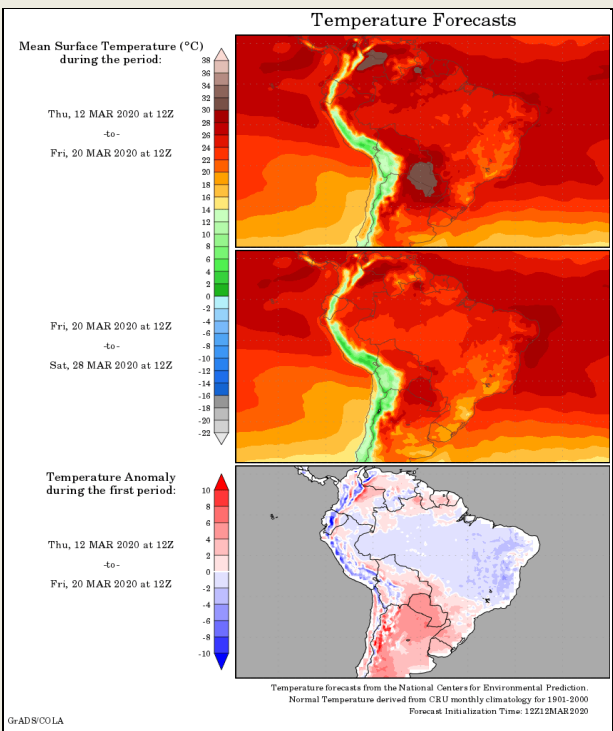 Temperature Forecasts
Mean Surface Temperature (°C)
during the period:
38
36
34
32
30
28
26
24
22
20
18
16
14
12
10
8
6
4
2
0
-2
-4
-6
-8
-10
-12
-14
-16
-18
-20
-22
Thu, 12 MAR 2020 at 12Z
-to-
Fri, 20 MAR 2020 at 12Z
Fri, 20 MAR 2020 at 12Z
-to-
Sat, 28 MAR 2020 at 12Z
Temperature Anomaly
during the first period:
10
8
6
4
2
0
-2
-4
-6
-8
-10
Thu, 12 MAR 2020 at 12Z
-to-
Fri, 20 MAR 2020 at 12Z
Temperature forecasts from the National Centers for Environmental Prediction.
Normal Temperature derived from CRU monthly climatology for 1901-2000
Forecast Initialization Time: 12Z12MAR2020
GrADS/COLA